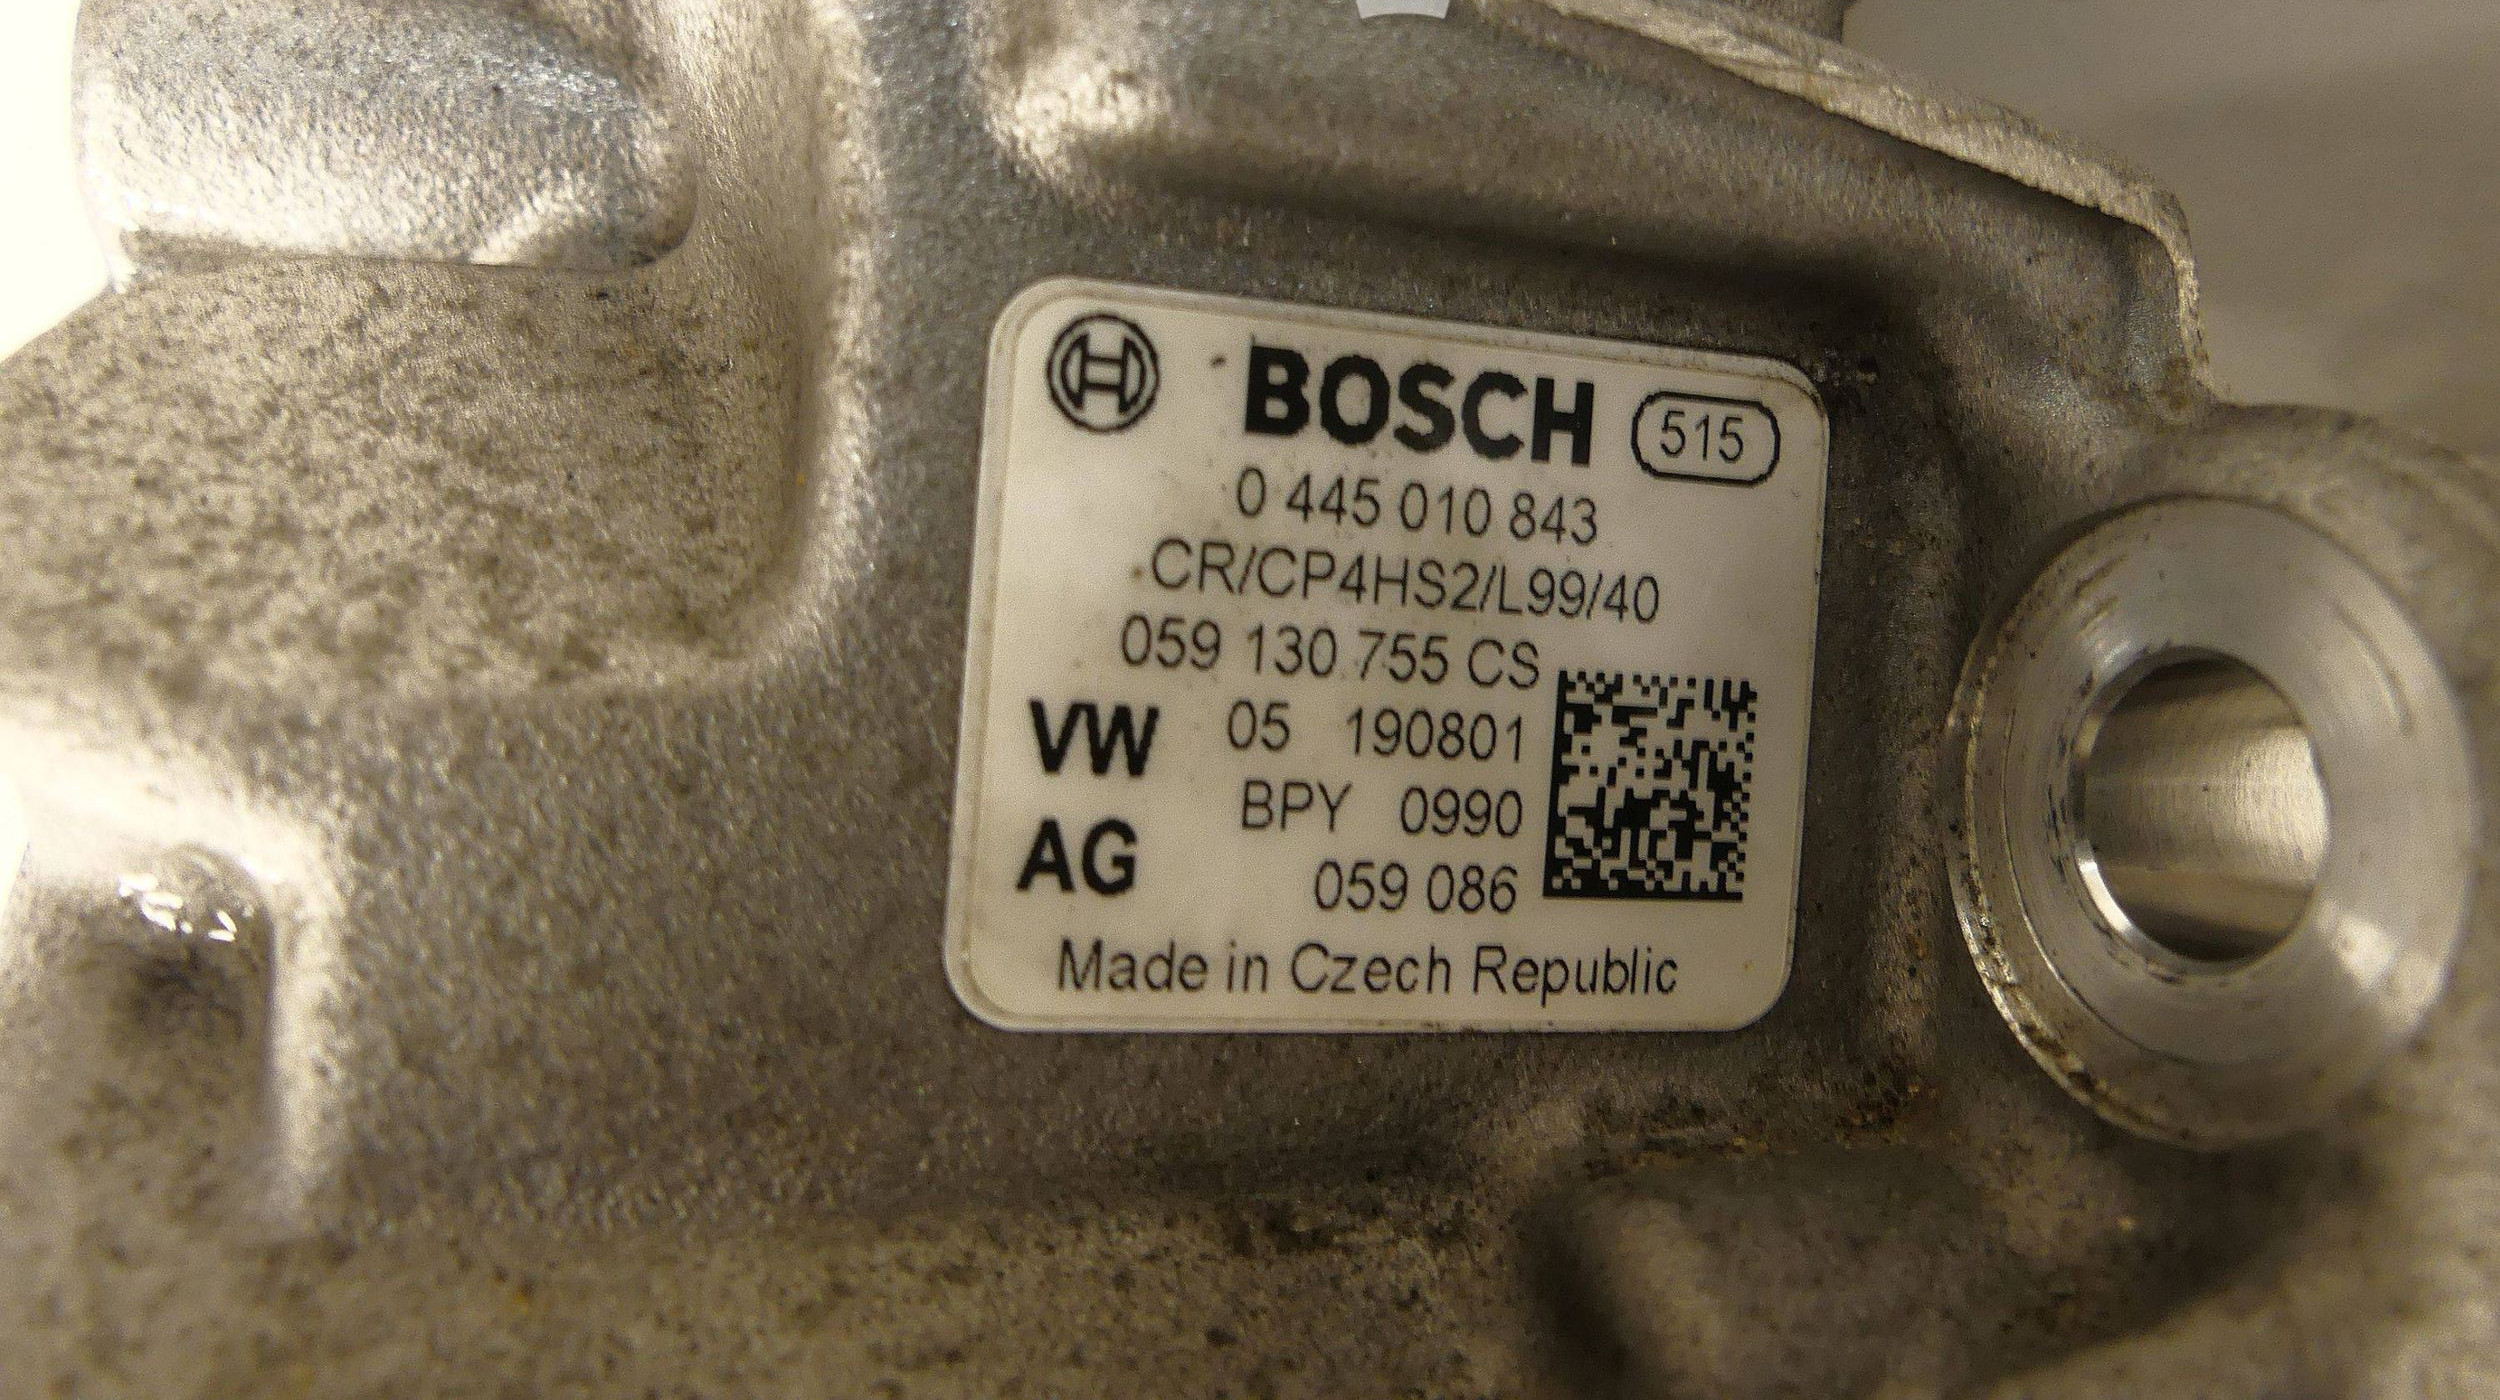 BOSCH 515
0 445 010 843
CR/CP4HS2/L99/40
059 130 755 CS
VW 05 190801
BPY 0990
AG 059 086
Made in Czech Republic